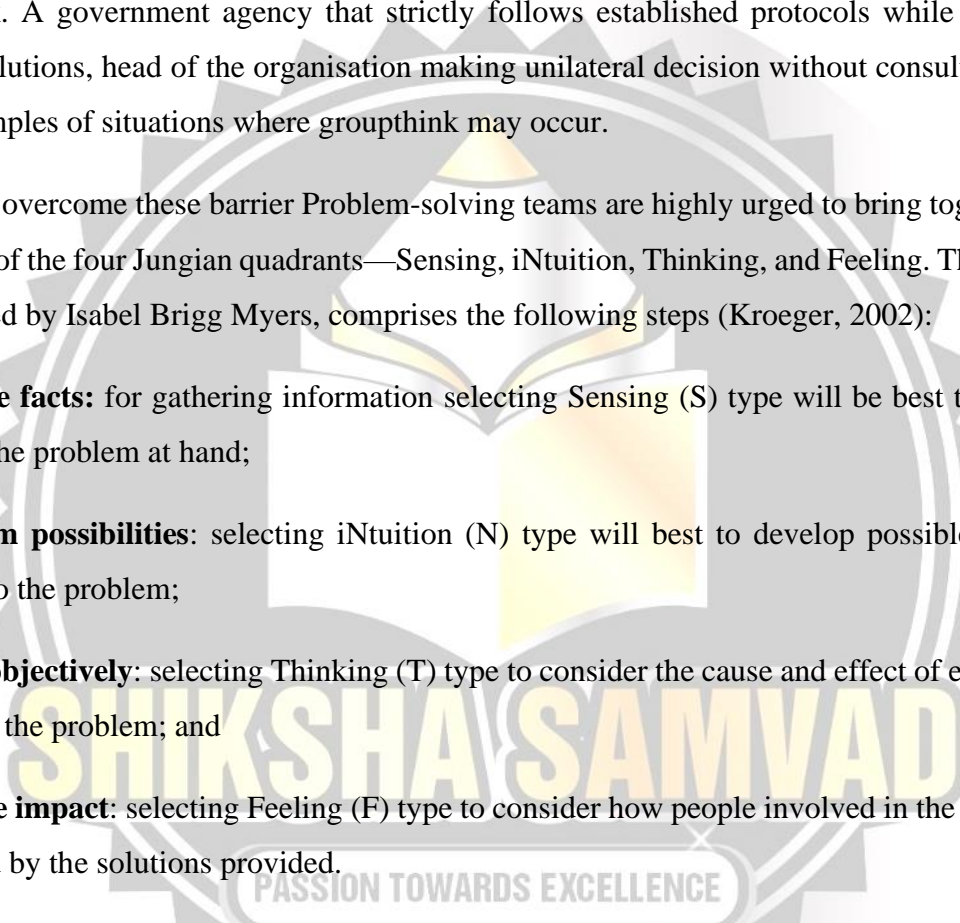 . A government agency that strictly follows established protocols while
lutions, head of the organisation making unilateral decision without consul
nples of situations where groupthink may occur.
overcome these barrier Problem-solving teams are highly urged to bring tog
of the four Jungian quadrants—Sensing, iNtuition, Thinking, and Feeling. Th
ed by Isabel Brigg Myers, comprises the following steps (Kroeger, 2002):
e facts: for gathering information selecting Sensing (S) type will be best t
he problem at hand;
m possibilities: selecting iNtuition (N) type will best to develop possible
o the problem;
objectively: selecting Thinking (T) type to consider the cause and effect of e
the problem; and
SHIKSHA SAMVAD
e impact: selecting Feeling (F) type to consider how people involved in the
by the solutions provided.
PASSION TOWARDS EXCELLENCE